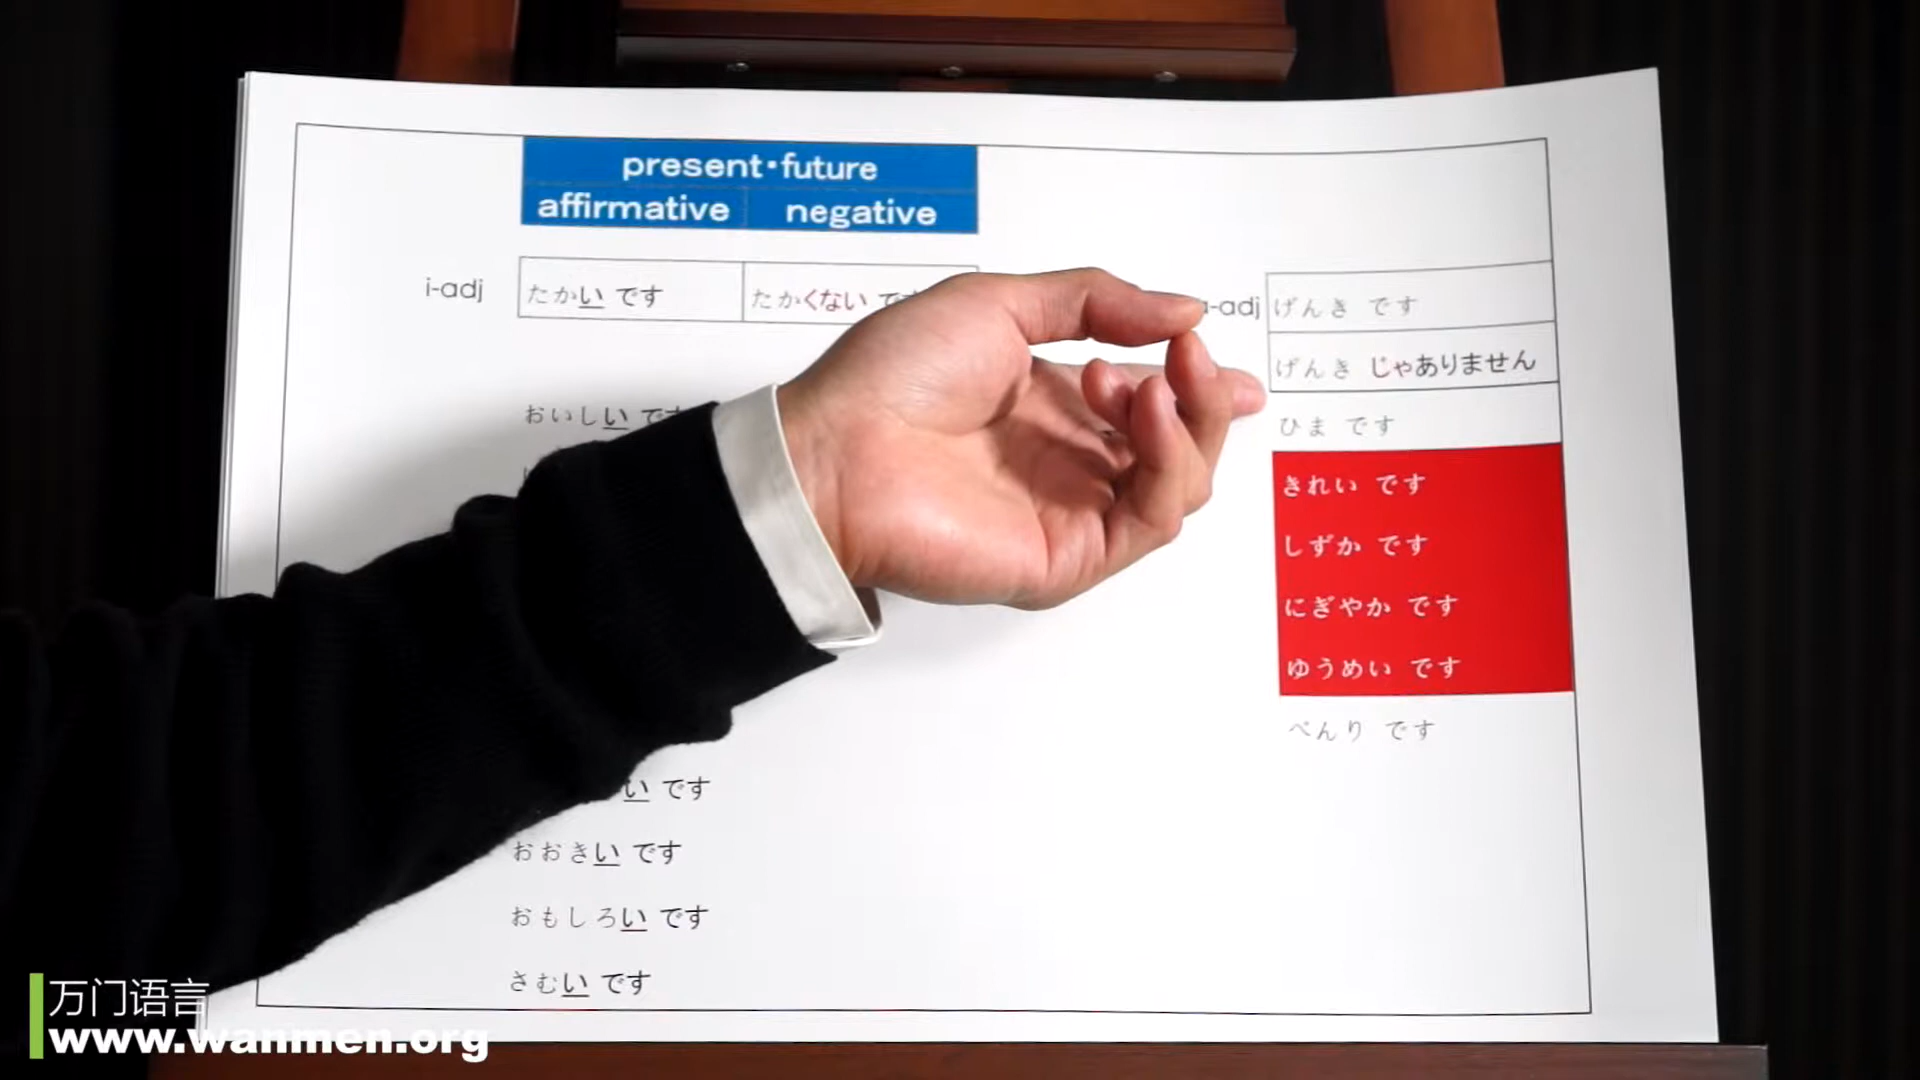 present・future
affirmative negative
i-adj たかい です たかくない です
-adj げんき です
げんき じゃありません
おいしい です
ひま です
きれい です
しずか です
にぎやか です
ゆうめい です
べんり です
い です
おおきい です
おもしろい です
さむい です
万门语言
www.wanmen.org